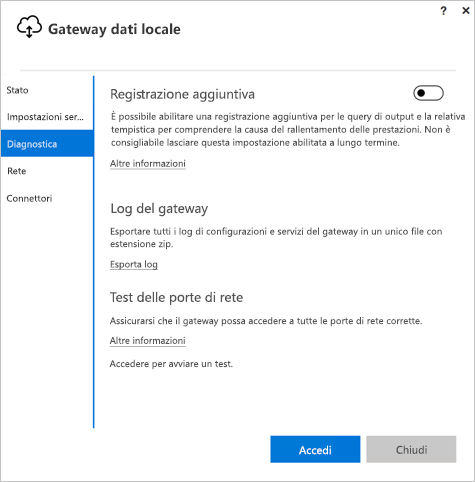 ? ×
Gateway dati locale
Stato
Impostazioni ser...
Diagnostica
Rete
Connettori
Registrazione aggiuntiva
È possibile abilitare una registrazione aggiuntiva per le query di output e la relativa
tempistica per comprendere la causa del rallentamento delle prestazioni. Non è
consigliabile lasciare questa impostazione abilitata a lungo termine.
Altre informazioni
Log del gateway
Esportare tutti i log di configurazioni e servizi del gateway in un unico file con
estensione zip.
Esporta log
Test delle porte di rete
Assicurarsi che il gateway possa accedere a tutte le porte di rete corrette.
Altre informazioni
Accedere per avviare un test.
Accedi
Chiudi